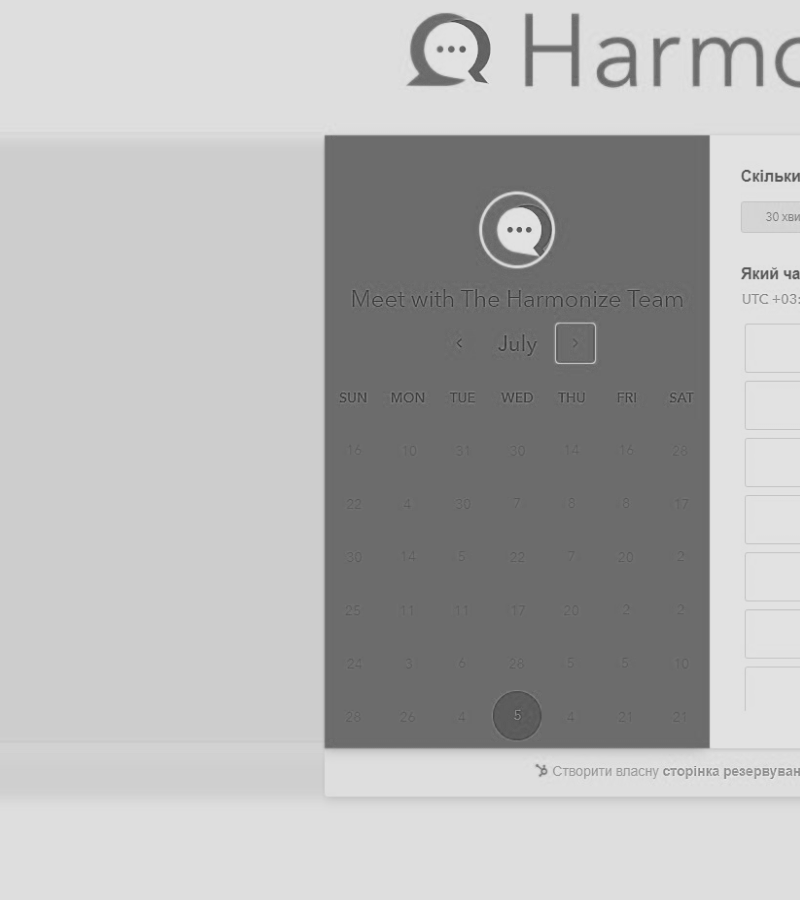 Harmo
Meet with The Harmonize Team
July
SUN MON TUE WED THU FRI SAT
16 10 31 30 14 16 28
22 4 30 7 8 8 17
30 14 5 22 7 20 2
25 11 11 17 20 2 2
24 3 6 28 5 5 10
28 26 4 5 4 21 21
Скільки
30 хви
Який ча
UTC +03:
Створити власну сторінка резервуван